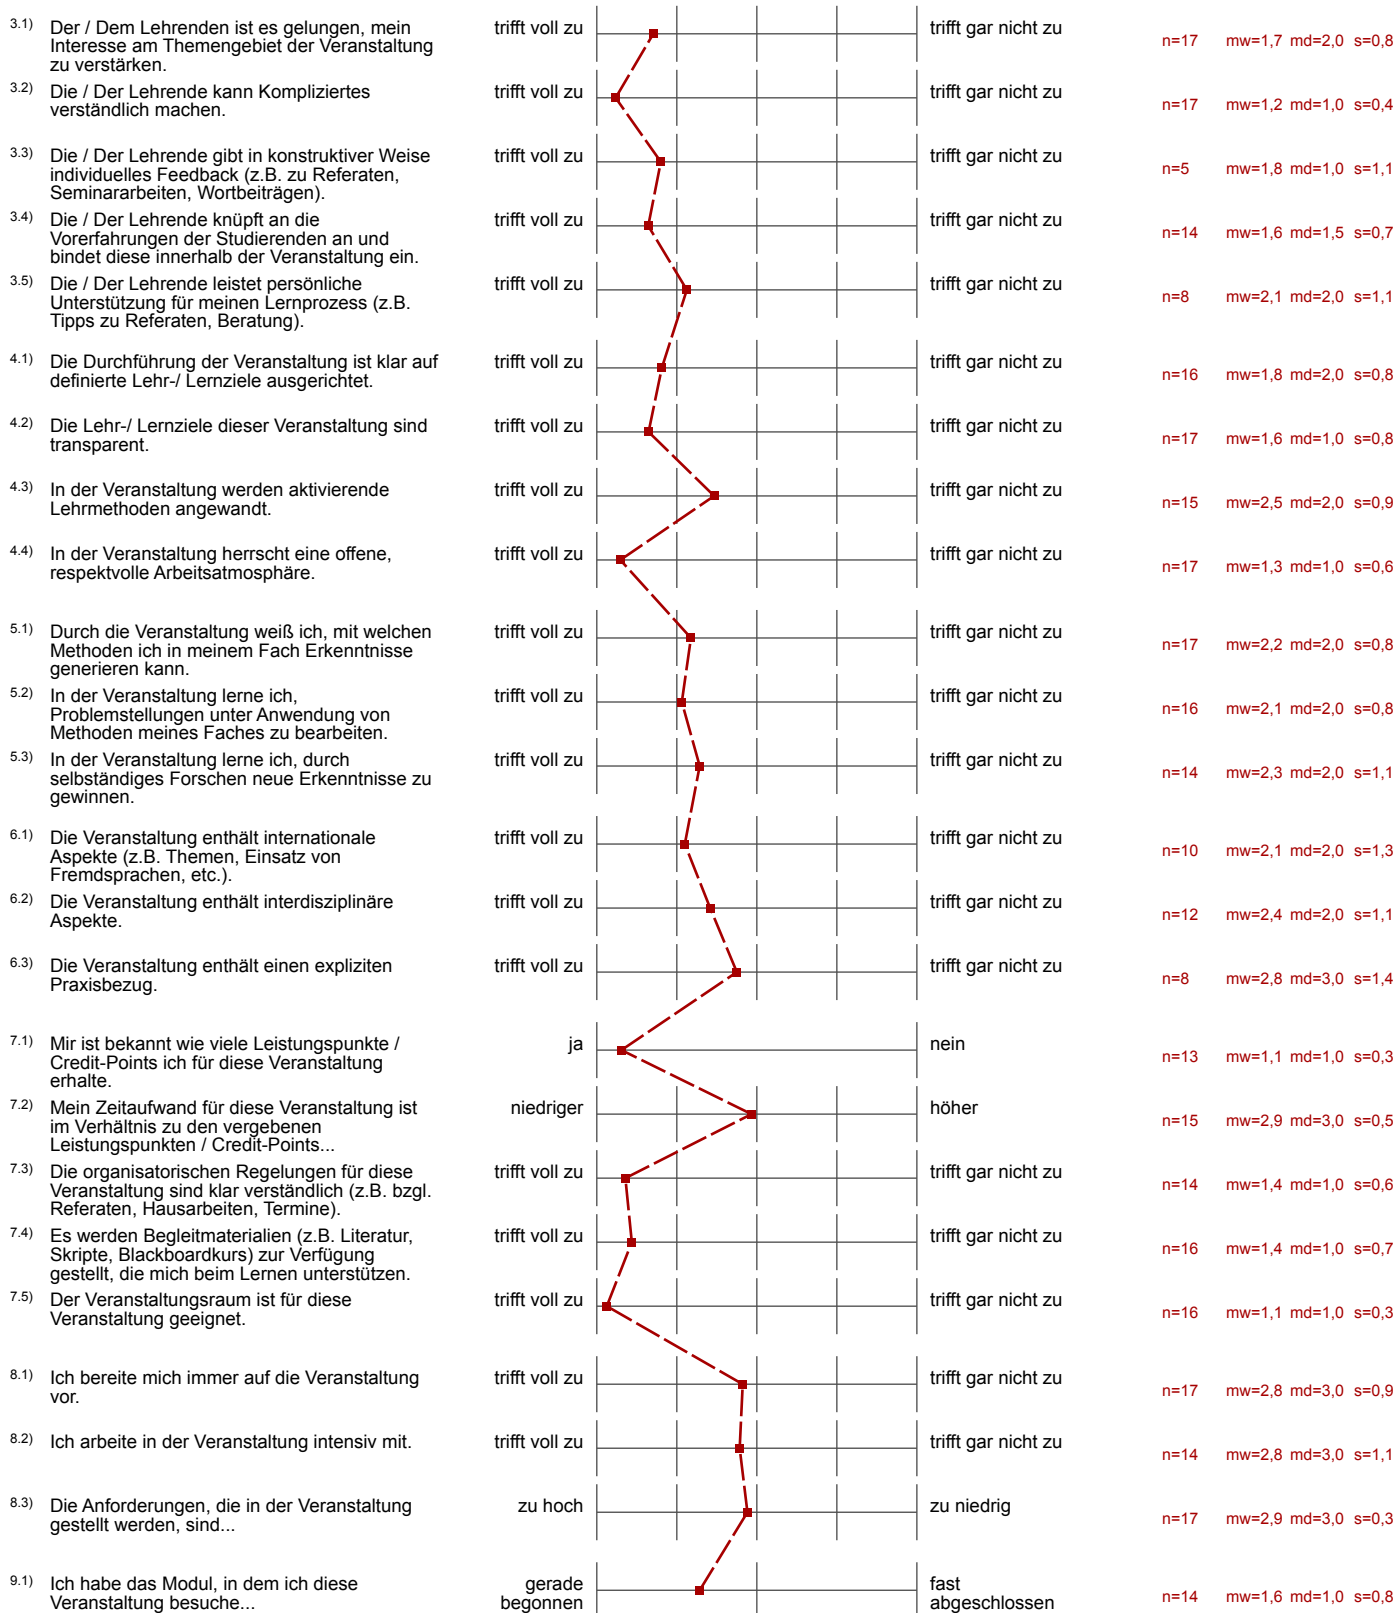 3.1) Der / Dem Lehrenden ist es gelungen, mein trifft voll zu trifft gar nicht zu
Interesse am Themengebiet der Veranstaltung n=17 mw=1,7 md=2,0 s=0,8
zu verstärken.
3.2) Die / Der Lehrende kann Kompliziertes trifft voll zu trifft gar nicht zu
verständlich machen. n=17 mw=1,2 md=1,0 s=0,4
3.3) Die / Der Lehrende gibt in konstruktiver Weise trifft voll zu trifft gar nicht zu
individuelles Feedback (z.B. zu Referaten, n=5 mw=1,8 md=1,0 s=1,1
Seminararbeiten, Wortbeiträgen).
3.4) Die / Der Lehrende knüpft an die trifft voll zu trifft gar nicht zu
Vorerfahrungen der Studierenden an und n=14 mw=1,6 md=1,5 s=0,7
bindet diese innerhalb der Veranstaltung ein.
3.5) Die / Der Lehrende leistet persönliche trifft voll zu trifft gar nicht zu
Unterstützung für meinen Lernprozess (z.B. n=8 mw=2,1 md=2,0 s=1,1
Tipps zu Referaten, Beratung).
4.1) Die Durchführung der Veranstaltung ist klar auf trifft voll zu trifft gar nicht zu
definierte Lehr-/ Lernziele ausgerichtet. n=16 mw=1,8 md=2,0 s=0,8
4.2) Die Lehr-/ Lernziele dieser Veranstaltung sind trifft voll zu trifft gar nicht zu
transparent. n=17 mw=1,6 md=1,0 s=0,8
4.3) In der Veranstaltung werden aktivierende trifft voll zu trifft gar nicht zu
Lehrmethoden angewandt. n=15 mw=2,5 md=2,0 s=0,9
4.4) In der Veranstaltung herrscht eine offene, trifft voll zu trifft gar nicht zu
respektvolle Arbeitsatmosphäre. n=17 mw=1,3 md=1,0 s=0,6
5.1) Durch die Veranstaltung weiß ich, mit welchen trifft voll zu trifft gar nicht zu
Methoden ich in meinem Fach Erkenntnisse n=17 mw=2,2 md=2,0 s=0,8
generieren kann.
5.2) In der Veranstaltung lerne ich, trifft voll zu trifft gar nicht zu
Problemstellungen unter Anwendung von n=16 mw=2,1 md=2,0 s=0,8
Methoden meines Faches zu bearbeiten.
5.3) In der Veranstaltung lerne ich, durch trifft voll zu trifft gar nicht zu
selbständiges Forschen neue Erkenntnisse zu n=14 mw=2,3 md=2,0 s=1,1
gewinnen.
6.1) Die Veranstaltung enthält internationale trifft voll zu trifft gar nicht zu
Aspekte (z.B. Themen, Einsatz von n=10 mw=2,1 md=2,0 s=1,3
Fremdsprachen, etc.).
6.2) Die Veranstaltung enthält interdisziplinäre trifft voll zu trifft gar nicht zu
Aspekte. n=12 mw=2,4 md=2,0 s=1,1
6.3) Die Veranstaltung enthält einen expliziten trifft voll zu trifft gar nicht zu
Praxisbezug. n=8 mw=2,8 md=3,0 s=1,4
7.1) Mir ist bekannt wie viele Leistungspunkte / ja nein
Credit-Points ich für diese Veranstaltung n=13 mw=1,1 md=1,0 s=0,3
erhalte.
7.2) Mein Zeitaufwand für diese Veranstaltung ist niedriger höher
im Verhältnis zu den vergebenen n=15 mw=2,9 md=3,0 s=0,5
Leistungspunkten / Credit-Points...
7.3) Die organisatorischen Regelungen für diese trifft voll zu trifft gar nicht zu
Veranstaltung sind klar verständlich (z.B. bzgl. n=14 mw=1,4 md=1,0 s=0,6
Referaten, Hausarbeiten, Termine).
7.4) Es werden Begleitmaterialien (z.B. Literatur, trifft voll zu trifft gar nicht zu
Skripte, Blackboardkurs) zur Verfügung n=16 mw=1,4 md=1,0 s=0,7
gestellt, die mich beim Lernen unterstützen.
7.5) Der Veranstaltungsraum ist für diese trifft voll zu trifft gar nicht zu
Veranstaltung geeignet. n=16 mw=1,1 md=1,0 s=0,3
8.1) Ich bereite mich immer auf die Veranstaltung trifft voll zu trifft gar nicht zu
vor. n=17 mw=2,8 md=3,0 s=0,9
8.2) Ich arbeite in der Veranstaltung intensiv mit. trifft voll zu trifft gar nicht zu
n=14 mw=2,8 md=3,0 s=1,1
8.3) Die Anforderungen, die in der Veranstaltung zu hoch zu niedrig
gestellt werden, sind... n=17 mw=2,9 md=3,0 s=0,3
9.1) Ich habe das Modul, in dem ich diese gerade fast
Veranstaltung besuche... begonnen abgeschlossen n=14 mw=1,6 md=1,0 s=0,8